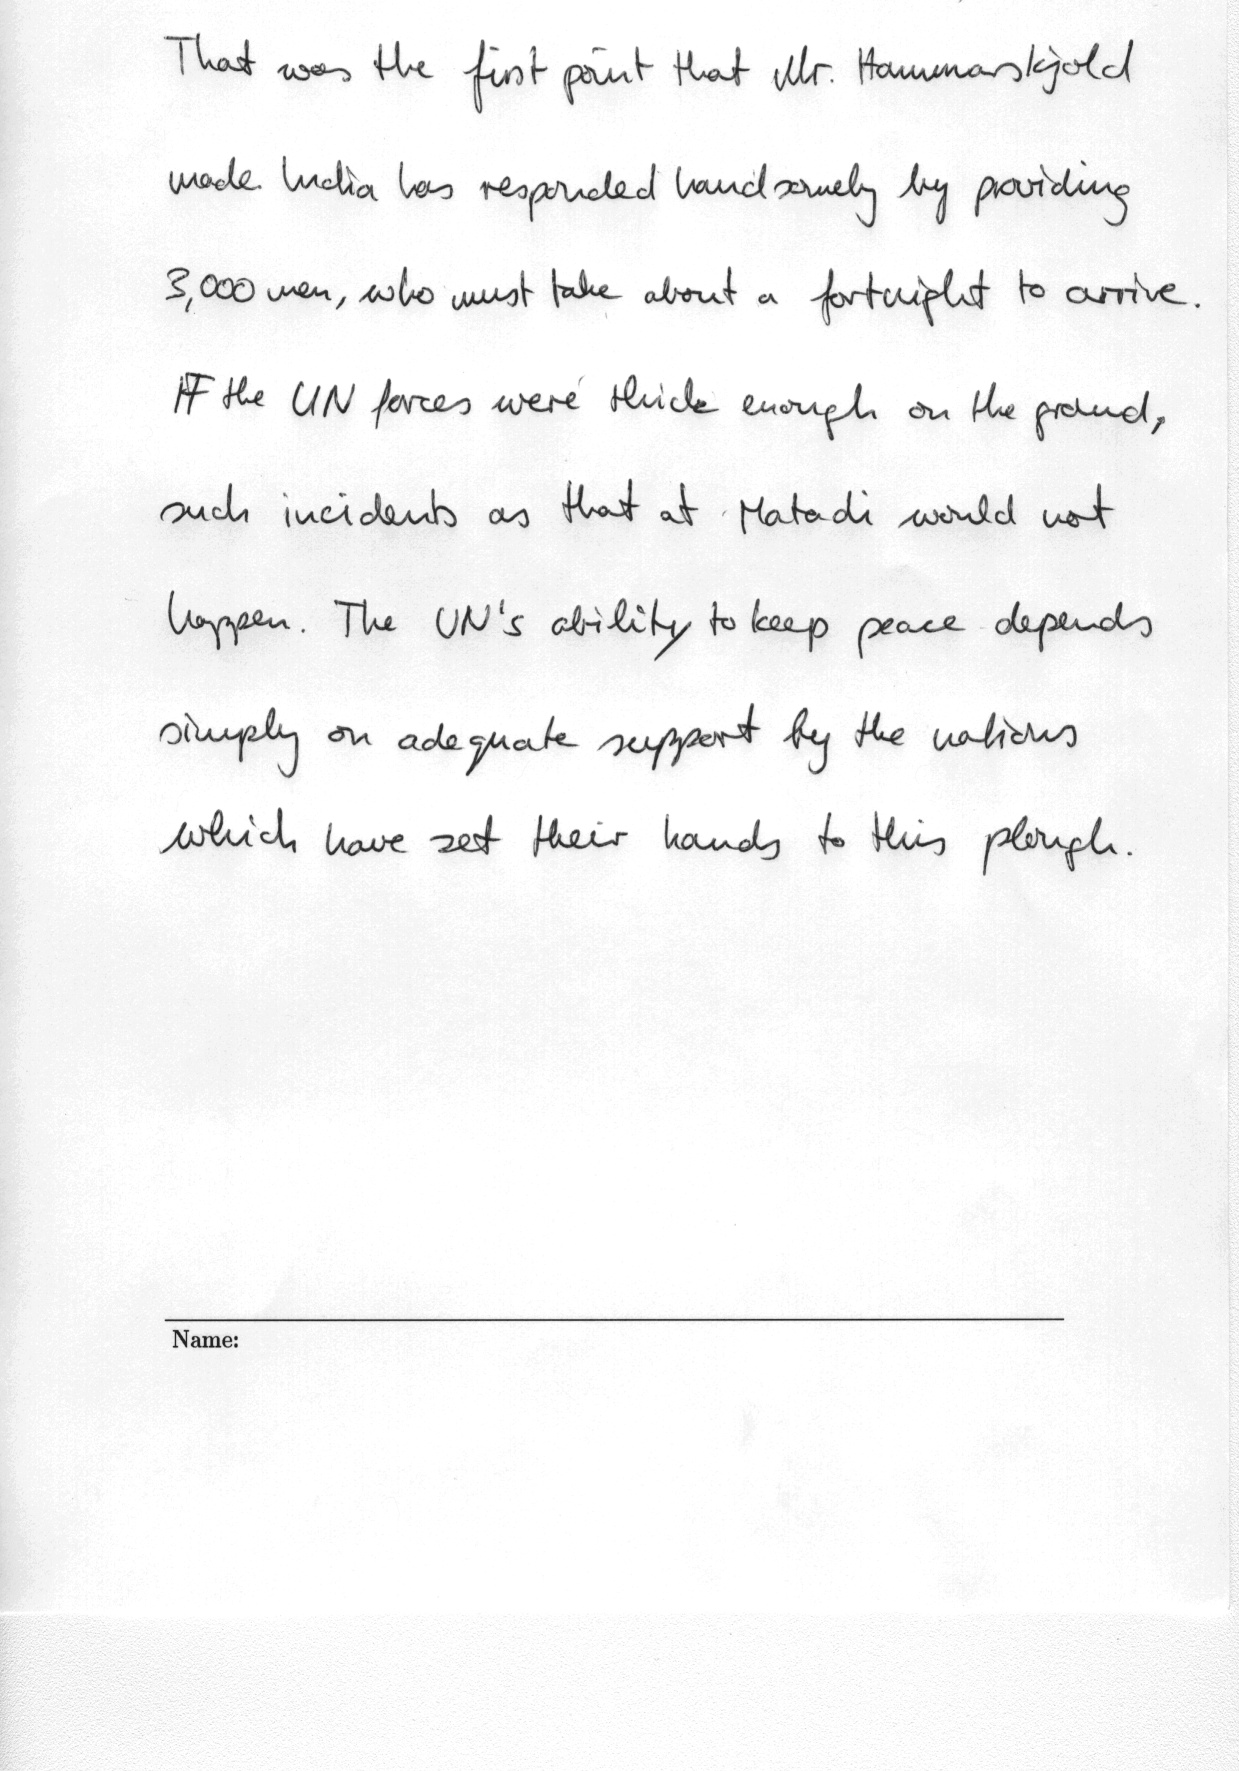 That was the first point that Mr. Hammarskjold
made. India has responded handsomely by providing
3,000 men, who must take about a fortnight to arrive.
IF the UN forces were thick enough on the ground,
such incidents as that at Matadi would not
happen. The UN's ability to keep peace depends
simply on adequate support by the nations
which have set their hands to this plough.
Name: